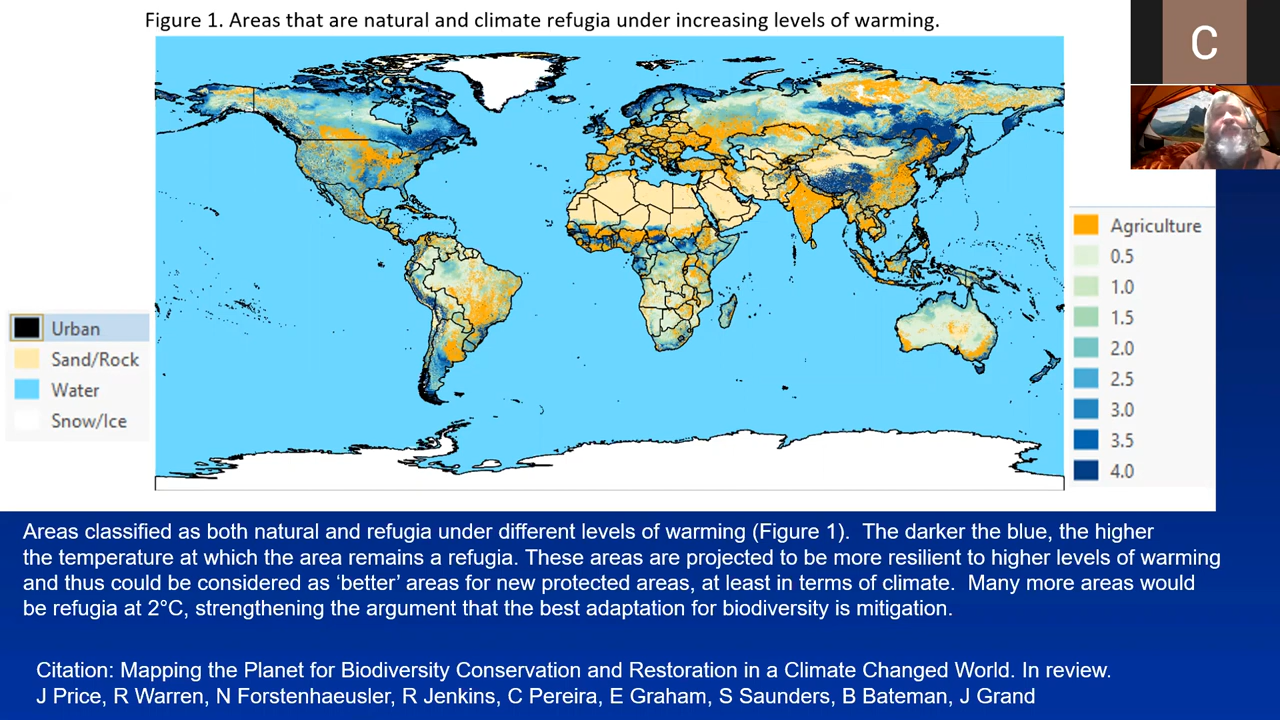 Figure 1. Areas that are natural and climate refugia under increasing levels of warming.
C
Urban
Sand/Rock
Water
Snow/Ice
Agriculture
0.5
1.0
1.5
2.0
2.5
3.0
3.5
4.0
Areas classified as both natural and refugia under different levels of warming (Figure 1).  The darker the blue, the higher
the temperature at which the area remains a refugia. These areas are projected to be more resilient to higher levels of warming
and thus could be considered as ‘better’ areas for new protected areas, at least in terms of climate.  Many more areas would
be refugia at 2°C, strengthening the argument that the best adaptation for biodiversity is mitigation.
Citation: Mapping the Planet for Biodiversity Conservation and Restoration in a Climate Changed World. In review.
J Price, R Warren, N Forstenhaeusler, R Jenkins, C Pereira, E Graham, S Saunders, B Bateman, J Grand